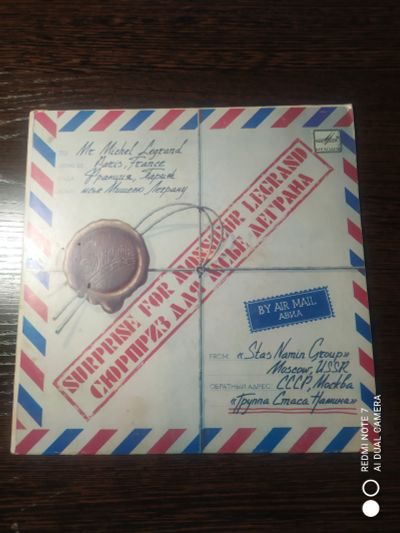 TO:
Mr Michel Legrand
Paris, France
Франция, Париж
мсье Мишелю Леграну
SURPRISE FOR MONSIEUR LEGRAND
СЮРПРИЗ ДЛЯ МСЬЕ ЛЕГРАНА
BY AIR MAIL
АВИА
FROM: «Stas Namin Group»
Moscow, USSR
ОБРАТНЫЙ АДРЕС: СССР, Москва
«Группа Стаса Намина»
REDMI NOTE 7
AI DUAL CAMERA